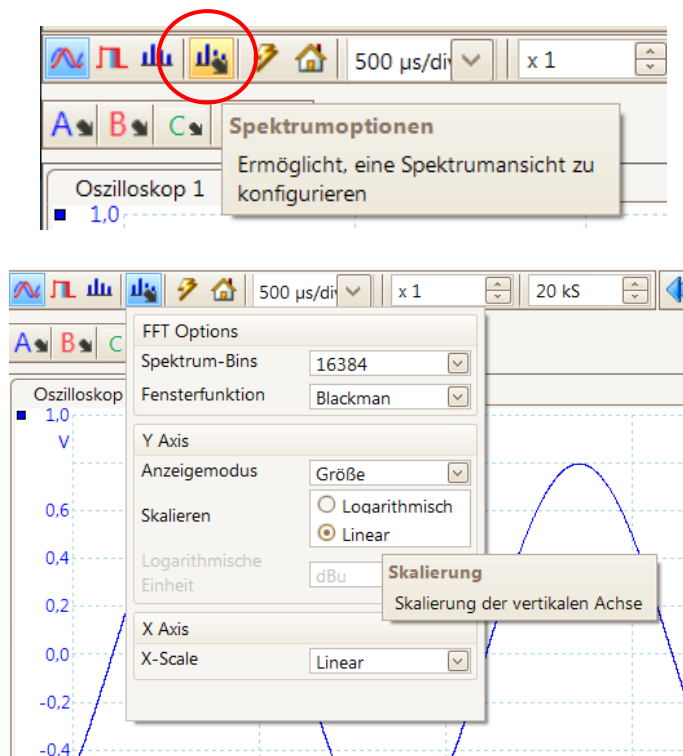 500 µs/div x 1
A B C Spektrumoptionen
Ermöglicht, eine Spektrumansicht zu
konfigurieren
Oszilloskop 1
1,0
500 µs/div x 1 20 kS
A B C
FFT Options
Spektrum-Bins 16384
Fensterfunktion Blackman
Oszilloskop
1,0
V
Y Axis
Anzeigemodus Größe
0,6
Skalieren Logarithmisch
Linear
0,4
Logarithmische
Einheit dBu
Skalierung
Skalierung der vertikalen Achse
0,2
X Axis
0,0
X-Scale Linear
-0,2
-0,4